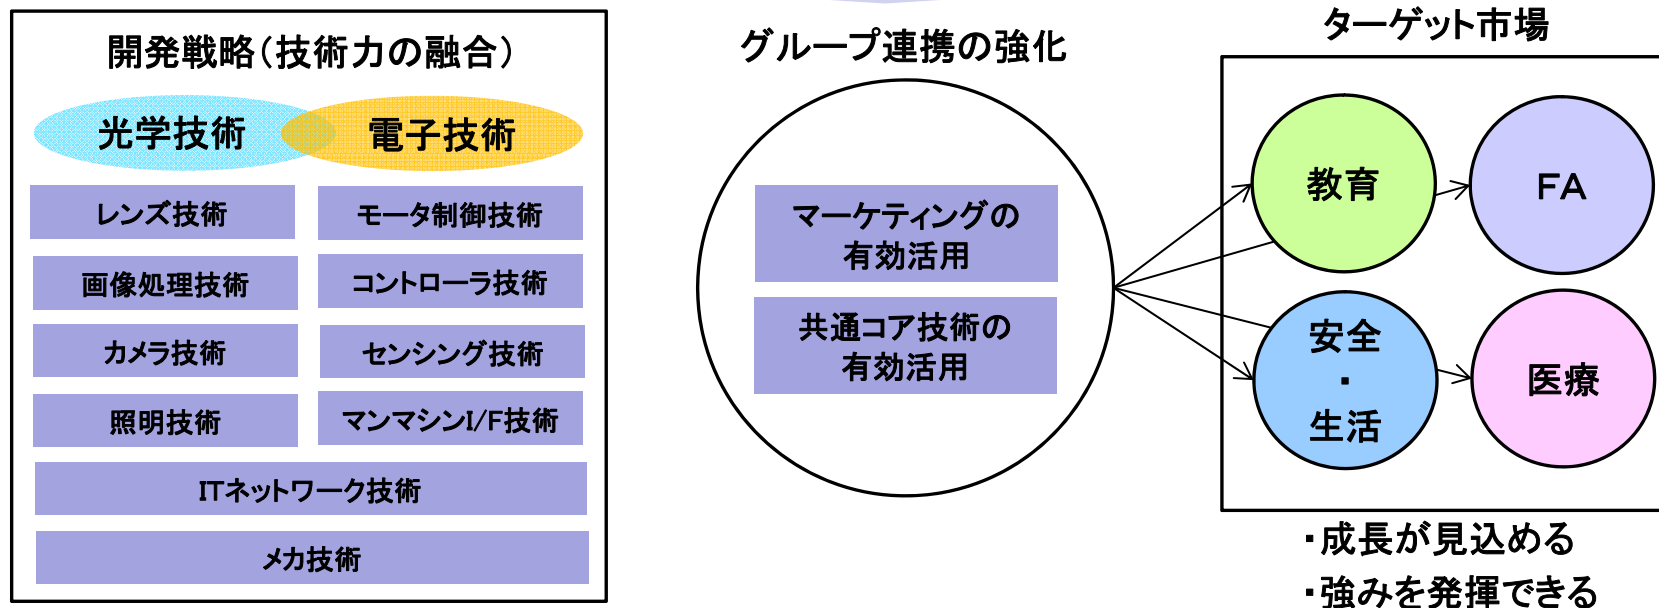 開発戦略（技術力の融合）
光学技術
電子技術
レンズ技術
モータ制御技術
画像処理技術
コントローラ技術
カメラ技術
センシング技術
照明技術
マンマシンI/F技術
ITネットワーク技術
メカ技術
グループ連携の強化
マーケティングの
有効活用
共通コア技術の
有効活用
ターゲット市場
教育
FA
安全
・
生活
医療
・成長が見込める
・強みを発揮できる